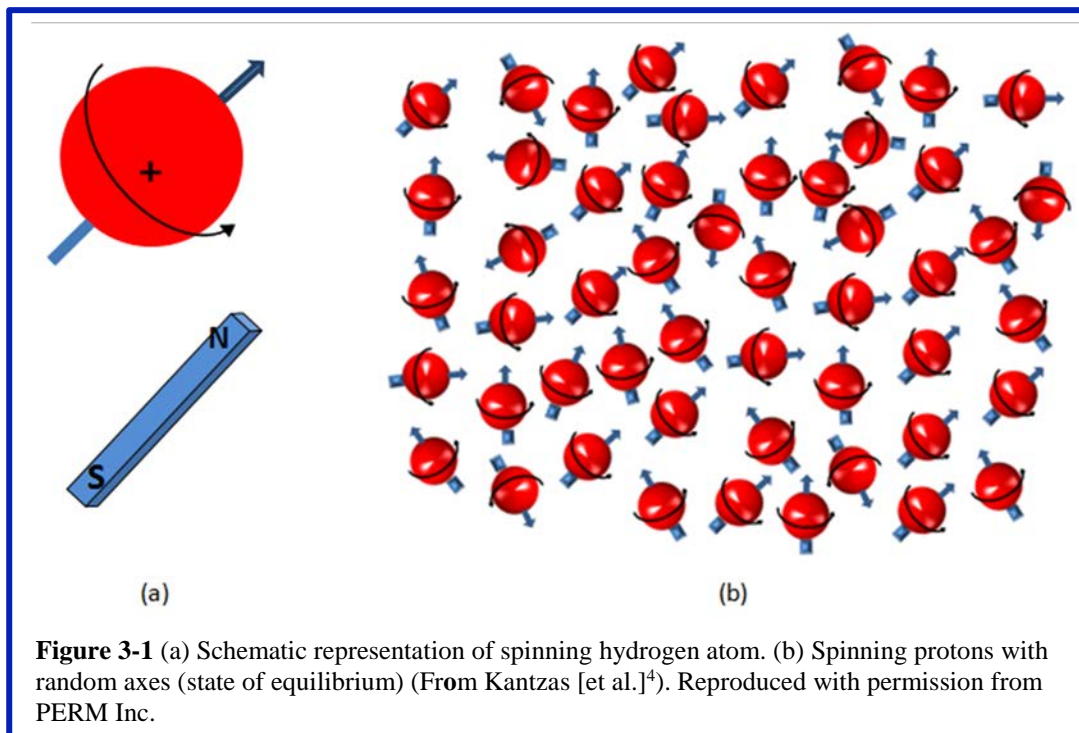 +
N
S
(a)
(b)
Figure 3-1 (a) Schematic representation of spinning hydrogen atom. (b) Spinning protons with
random axes (state of equilibrium) (From Kantzas [et al.]4). Reproduced with permission from
PERM Inc.